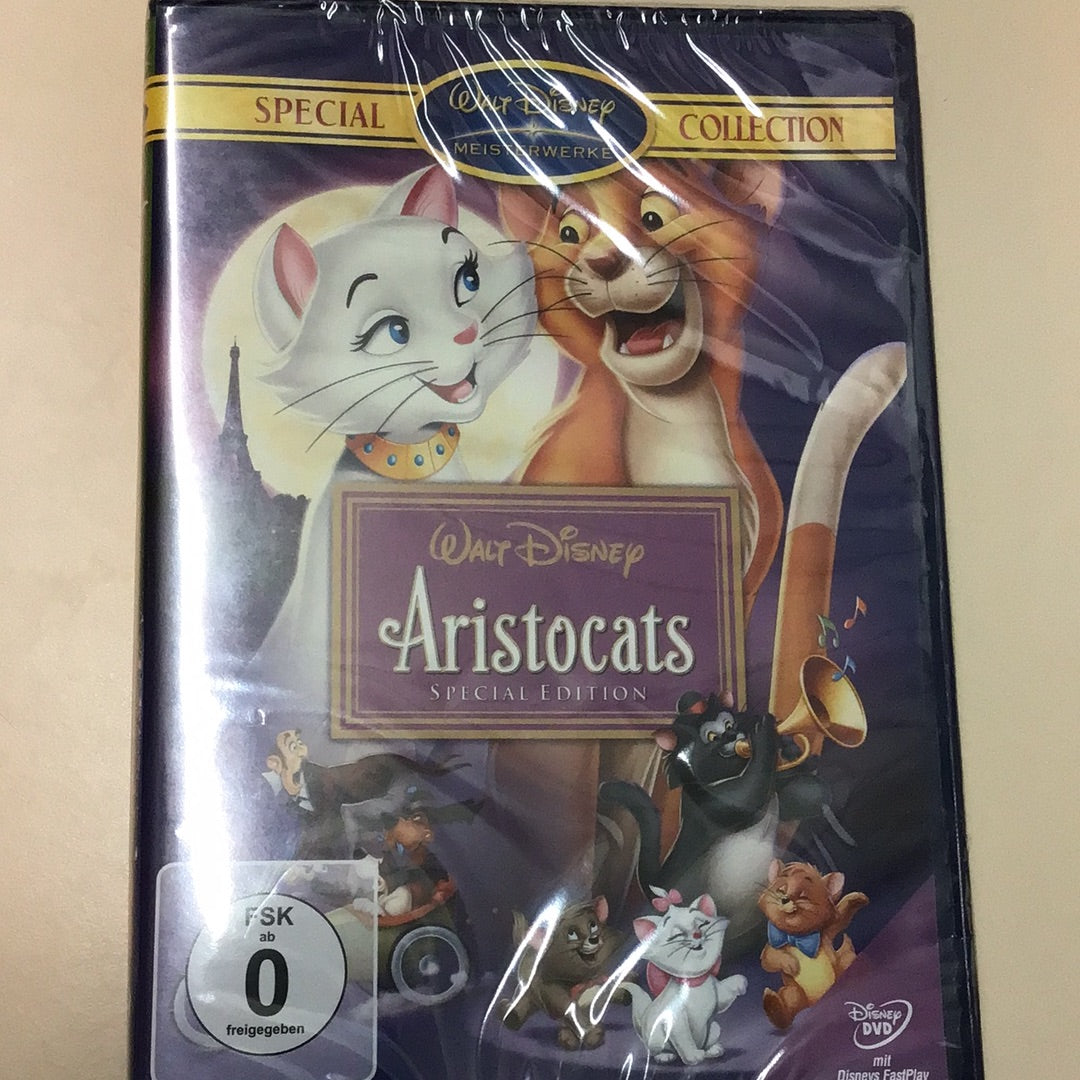 SPECIAL
WALT DISNEY
MEISTERWERKE
COLLECTION
WALT DISNEY
Aristocats
SPECIAL EDITION
FSK
ab
0
freigegeben
DISNEY
DVD
mit
Disneys FastPlay